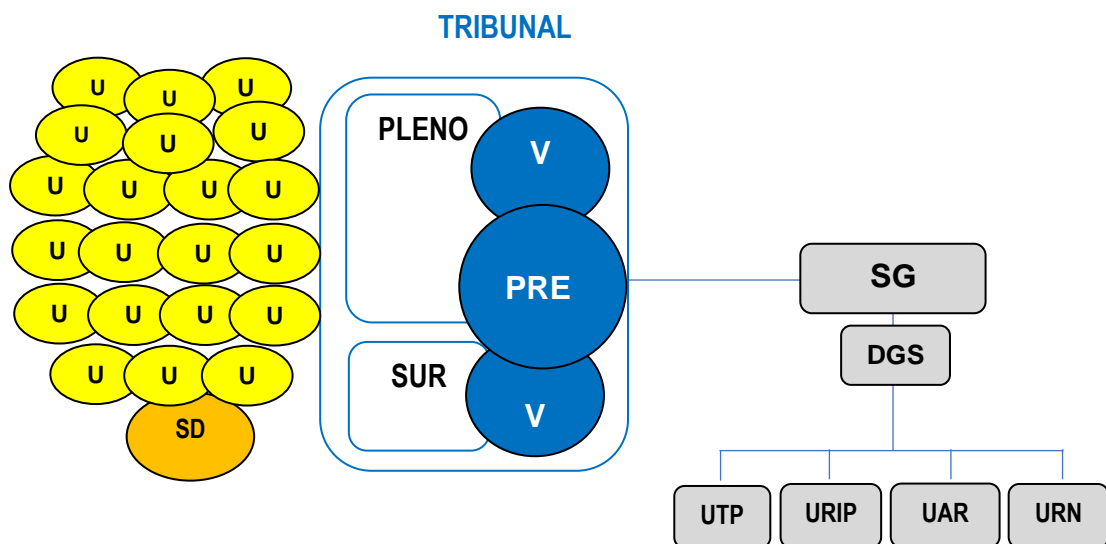 TRIBUNAL
U U U
U U U
U U U U
U U U U
U U U U
U U U
SD
PLENO
V
PRE
SUR
V
SG
DGS
UTP
URIP
UAR
URN